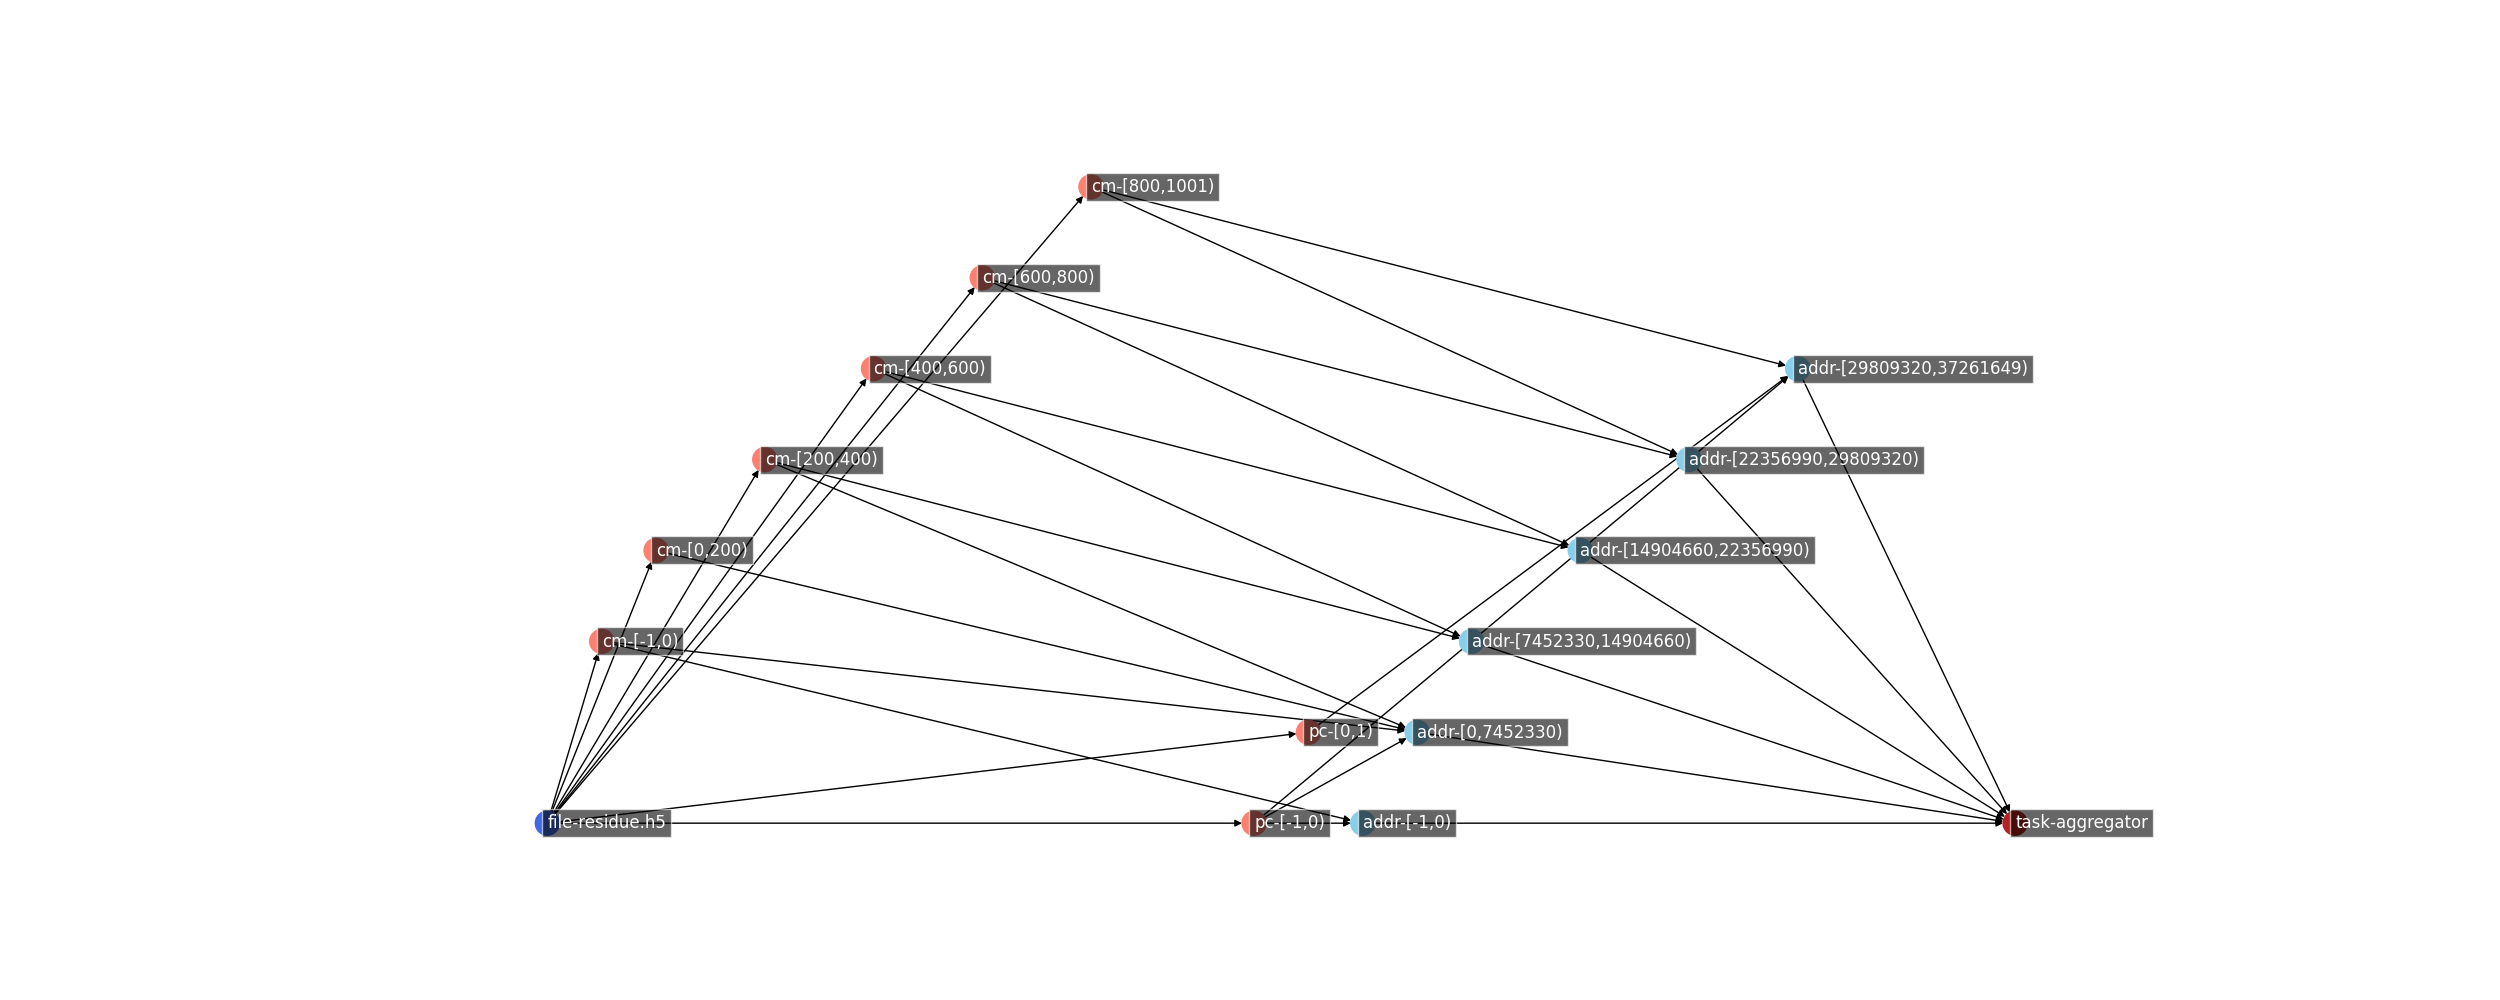 cm-[800,1001)
cm-[600,800)
cm-[400,600)
addr-[29809320,37261649)
cm-[200,400)
addr-[22356990,29809320)
cm-[0,200)
addr-[14904660,22356990)
cm-[-1,0)
addr-[7452330,14904660)
pc-[0,1)
addr-[0,7452330)
file-residue.h5
pc-[-1,0)
addr-[-1,0)
task-aggregator